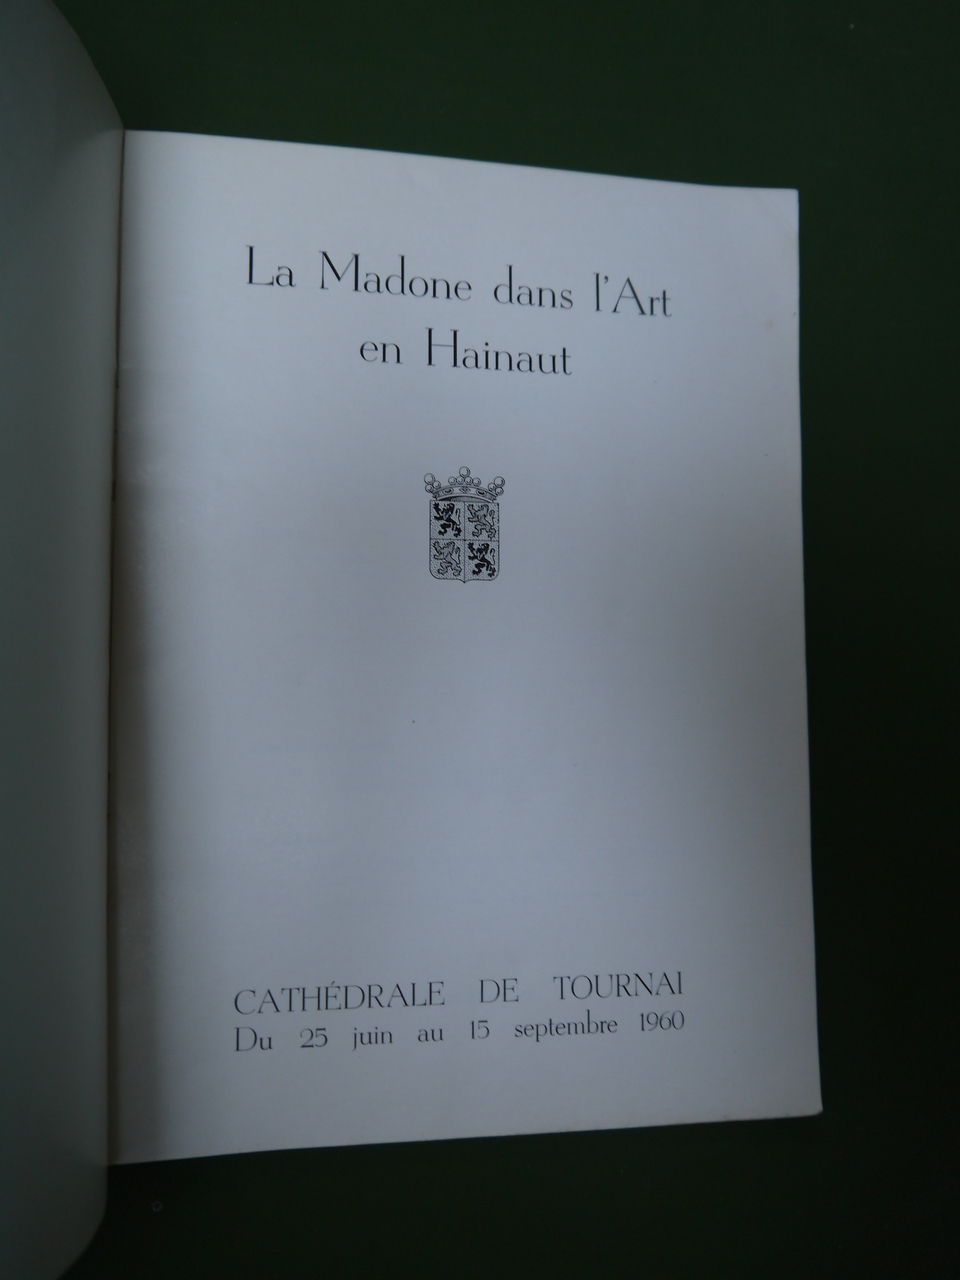 La Madone dans l'Art
en Hainaut
CATHÉDRALE DE TOURNAI
Du 25 juin au 15 septembre 1960